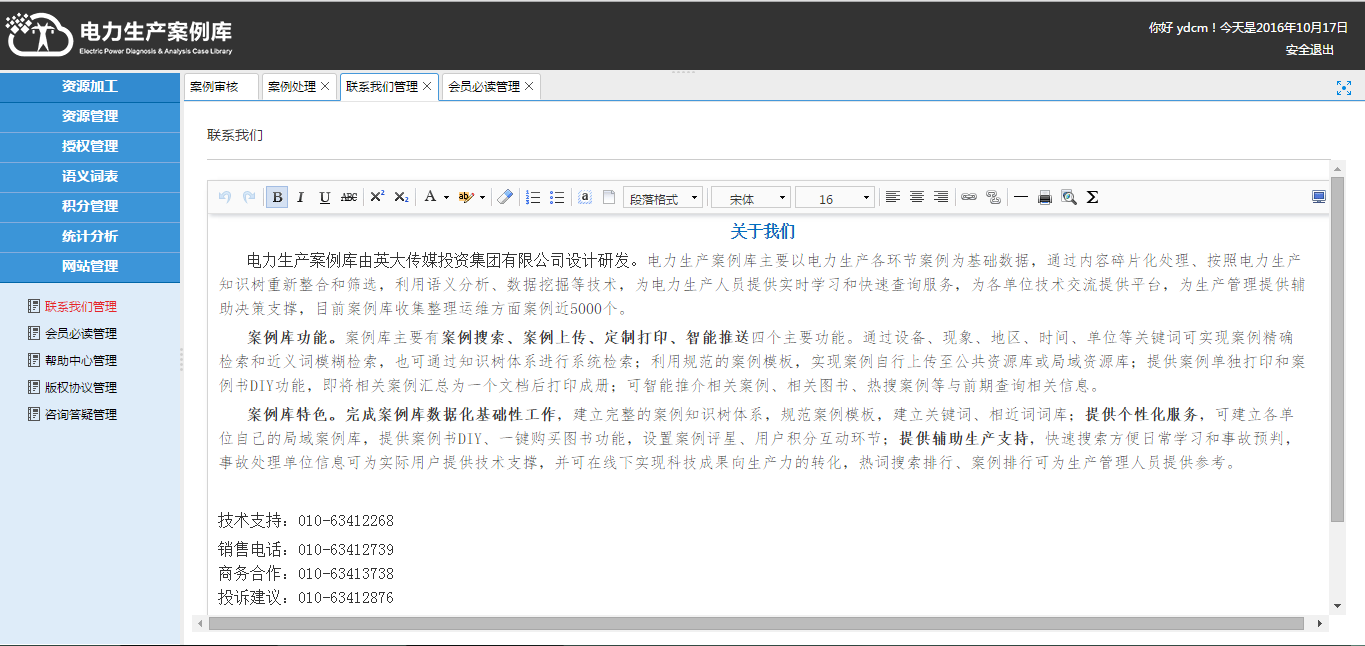 电力生产案例库
Electric Power Diagnosis & Analysis Case Library
你好 ydcm！今天是2016年10月17日
安全退出
资源加工
资源管理
授权管理
语义词表
积分管理
统计分析
网站管理
联系我们管理
会员必读管理
帮助中心管理
版权协议管理
咨询答疑管理
案例审核 案例处理 × 联系我们管理 × 会员必读管理 ×
联系我们
B I U ABC X² X₂ A ab a 段落格式 宋体 16 Σ
关于我们
电力生产案例库由英大传媒投资集团有限公司设计研发。电力生产案例库主要以电力生产各环节案例为基础数据，通过内容碎片化处理、按照电力生产
知识树重新整合和筛选，利用语义分析、数据挖掘等技术，为电力生产人员提供实时学习和快速查询服务，为各单位技术交流提供平台，为生产管理提供辅
助决策支撑，目前案例库收集整理运维方面案例近5000个。
案例库功能。案例库主要有案例搜索、案例上传、定制打印、智能推送四个主要功能。通过设备、现象、地区、时间、单位等关键词可实现案例精确
检索和近义词模糊检索，也可通过知识树体系进行系统检索；利用规范的案例模板，实现案例自行上传至公共资源库或局域资源库；提供案例单独打印和案
例书DIY功能，即将相关案例汇总为一个文档后打印成册；可智能推介相关案例、相关图书、热搜案例等与前期查询相关信息。
案例库特色。完成案例库数据化基础性工作，建立完整的案例知识树体系，规范案例模板，建立关键词、相近词词库；提供个性化服务，可建立各单
位自己的局域案例库，提供案例书DIY、一键购买图书功能，设置案例评星、用户积分互动环节；提供辅助生产支持，快速搜索方便日常学习和事故预判，
事故处理单位信息可为实际用户提供技术支撑，并可在线下实现科技成果向生产力的转化，热词搜索排行、案例排行可为生产管理人员提供参考。
技术支持：010-63412268
销售电话：010-63412739
商务合作：010-63413738
投诉建议：010-63412876